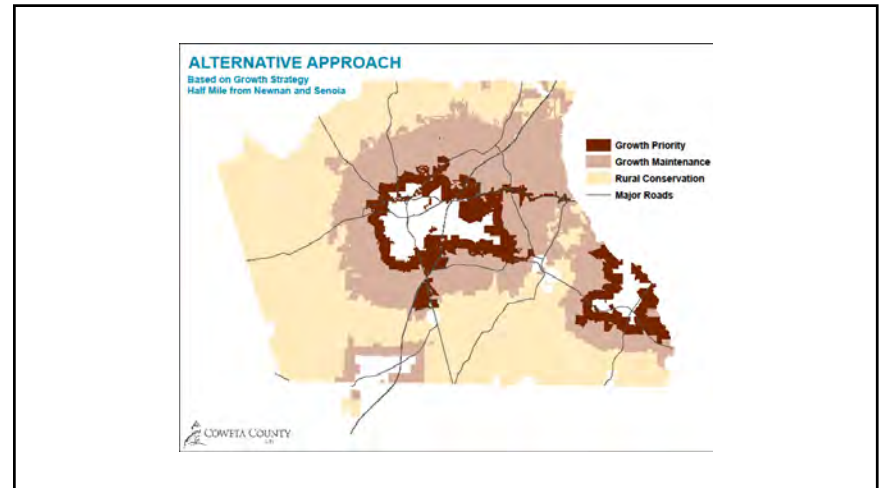 ALTERNATIVE APPROACH
Based on Growth Strategy
Half Mile from Newnan and Senoia
Growth Priority
Growth Maintenance
Rural Conservation
Major Roads
COWETA COUNTY